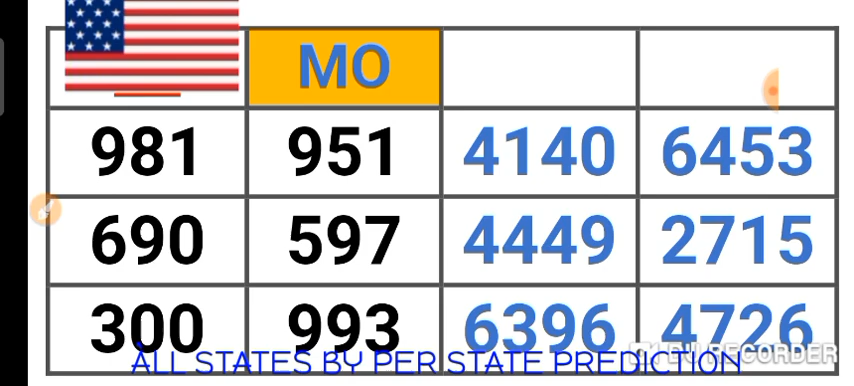 MO
981 951 4140 6453
690 597 4449 2715
300 993 6396 4726
ALL STATES BY PER STATE PREDICTION
RECORDER